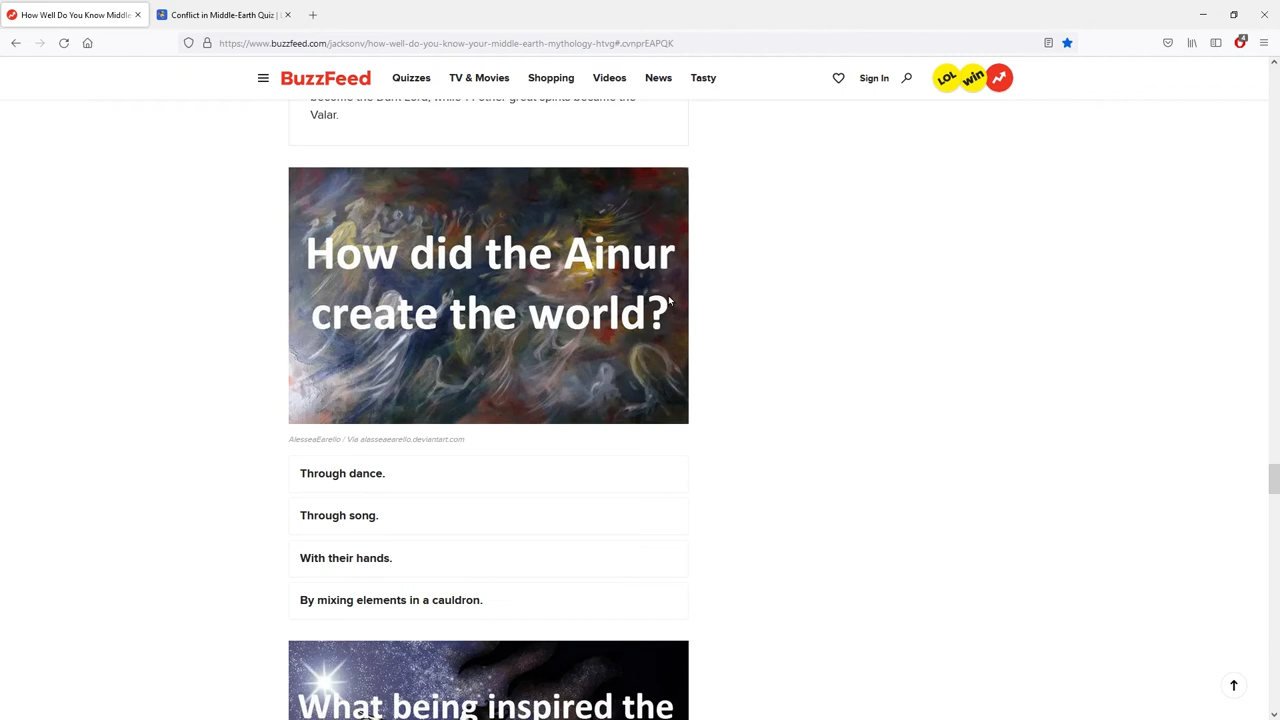 How Well Do You Know Middle
Conflict in Middle-Earth Quiz |
https://www.buzzfeed.com/jacksonv/how-well-do-you-know-your-middle-earth-mythology-htvg#.cvnprEAPQK
4
BuzzFeed
Quizzes
TV & Movies
Shopping
Videos
News
Tasty
Sign In
LOL
win
Valar.
How did the Ainur
create the world?
AlesseaEarello / Via alasseaearello.deviantart.com
Through dance.
Through song.
With their hands.
By mixing elements in a cauldron.
What being inspired the